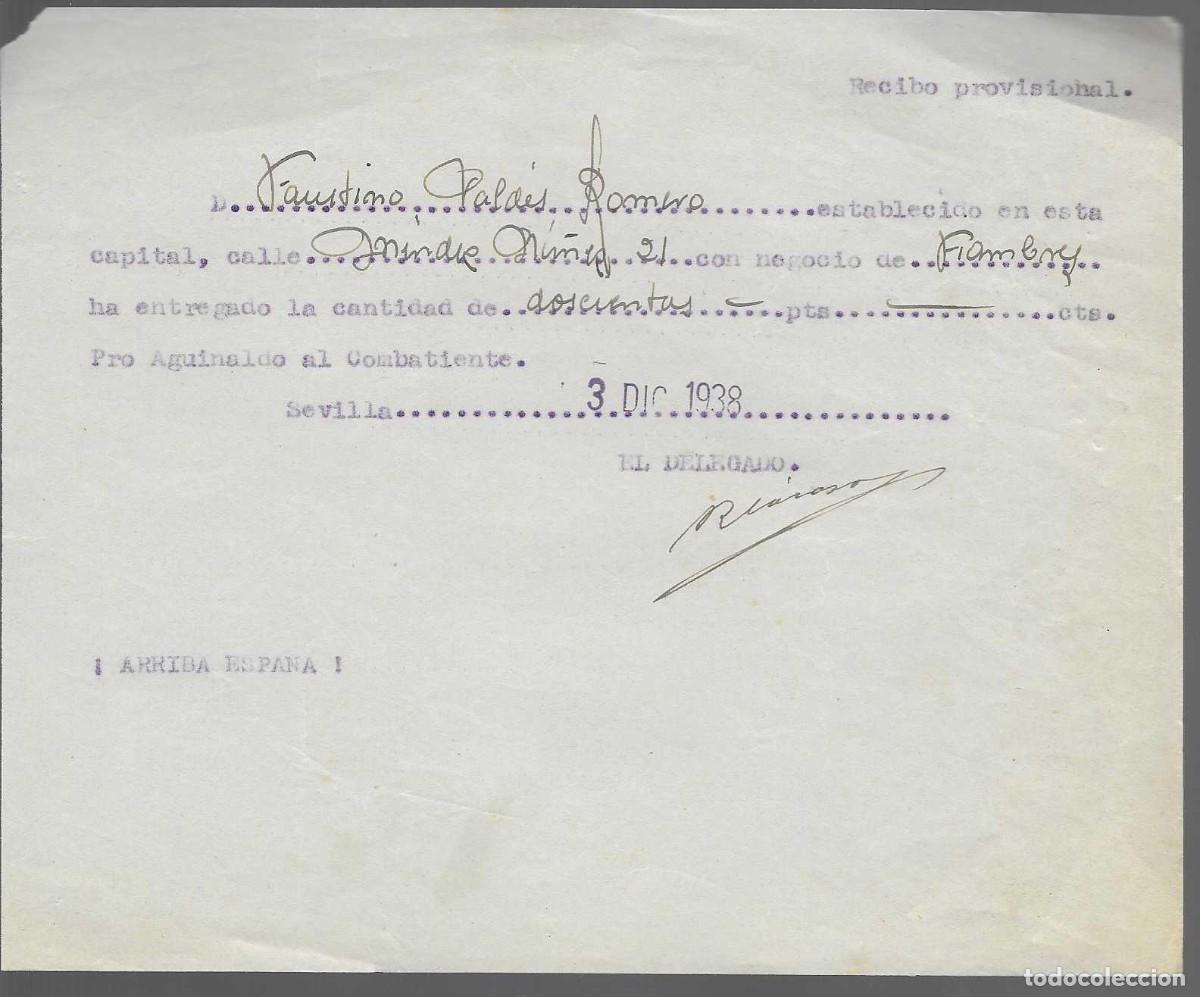 Recibo provisional.
D..Faustino Valdés Romero........establecido en esta
capital, calle...Méndez Núñez 21..con negocio de..Fiambres..
ha entregado la cantidad de..doscientas — ......pts...............cts.
Pro Aguinaldo al Combatiente.
Sevilla.............3 DIC. 1938..............
EL DELEGADO.
¡ ARRIBA ESPAÑA !
todocoleccion